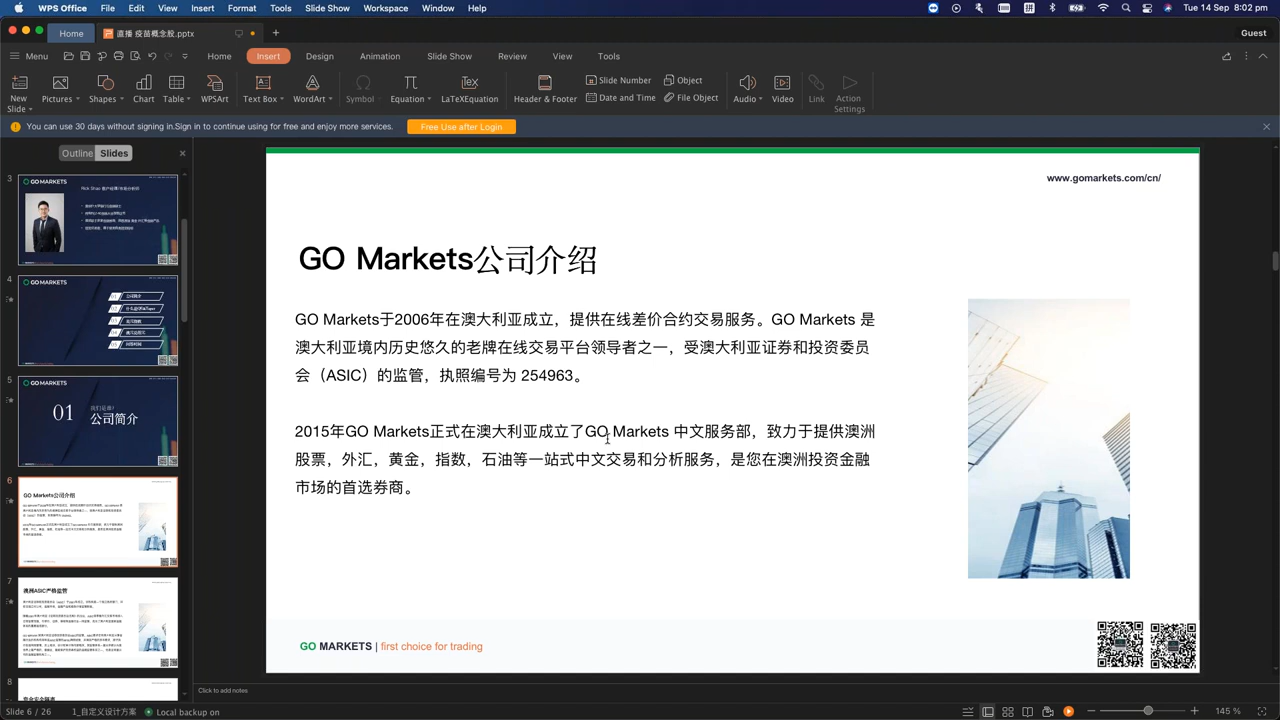 WPS Office File Workspace Help
Tue 14 Sep 8:02 PM
Home
直播 疫苗概念股.pptx
Guest
Menu
Home
Insert
Design
Animation
Slide Show
Review
View
Tools
New Slide
Pictures
Shapes
Chart
Table
WPSArt
Text Box
WordArt
Symbol
Equation
LaTeXEquation
Header & Footer
Slide Number
Date and Time
Object
File Object
Audio
Video
Link
Action Settings
You can use 30 days without signing in.Sign in to continue using for free and enjoy more services.
Free Use after Login
Outline Slides
3
GO MARKETS
4
GO MARKETS
公司简介
5
GO MARKETS
01
公司简介
6
GO Markets公司介绍
7
澳洲ASIC严格监管
8
www.gomarkets.com/cn/
GO Markets公司介绍
GO Markets于2006年在澳大利亚成立，提供在线差价合约交易服务。GO Markets 是
澳大利亚境内历史悠久的老牌在线交易平台领导者之一，受澳大利亚证券和投资委员
会（ASIC）的监管，执照编号为 254963。
2015年GO Markets正式在澳大利亚成立了GO Markets 中文服务部，致力于提供澳洲
股票，外汇，黄金，指数，石油等一站式中文交易和分析服务，是您在澳洲投资金融
市场的首选券商。
GO MARKETS | first choice for trading
Click to add notes
Slide 6 / 26
1_自定义设计方案
Local backup on
145 %